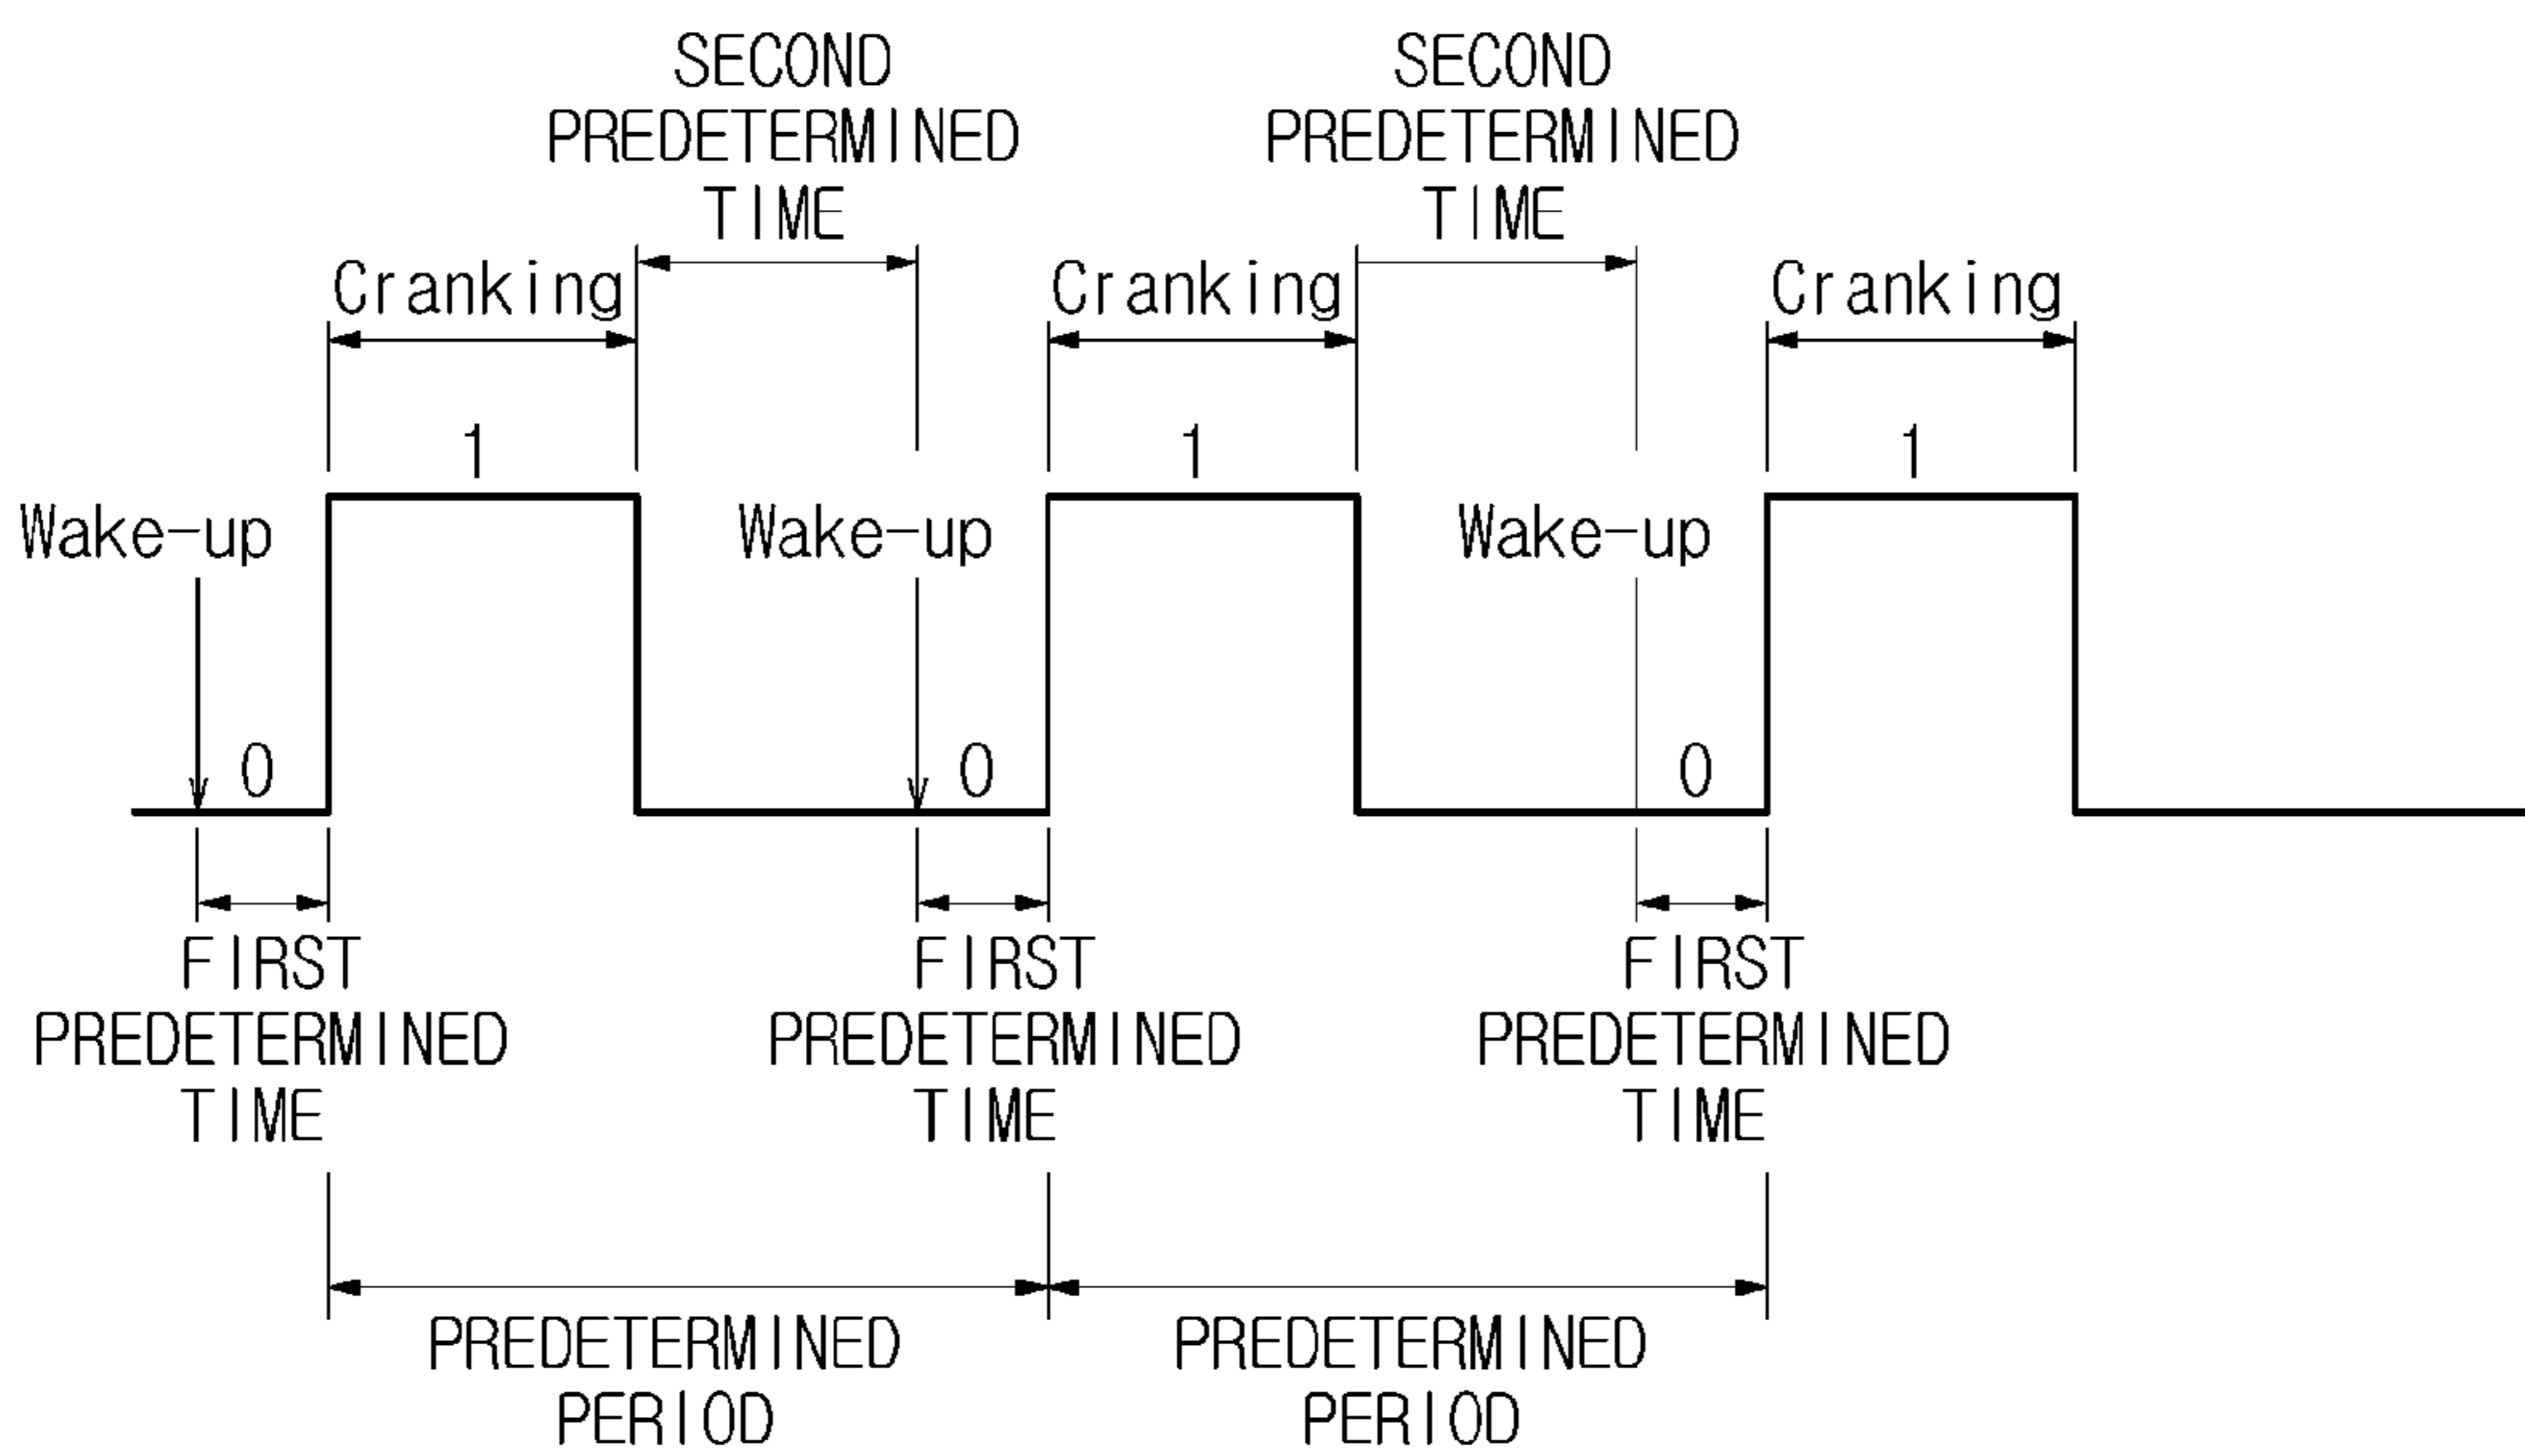 SECOND
PREDETERMINED
TIME
SECOND
PREDETERMINED
TIME
Cranking
Cranking
Cranking
1
1
1
Wake-up
Wake-up
Wake-up
0
0
0
FIRST
PREDETERMINED
TIME
FIRST
PREDETERMINED
TIME
FIRST
PREDETERMINED
TIME
PREDETERMINED
PERIOD
PREDETERMINED
PERIOD